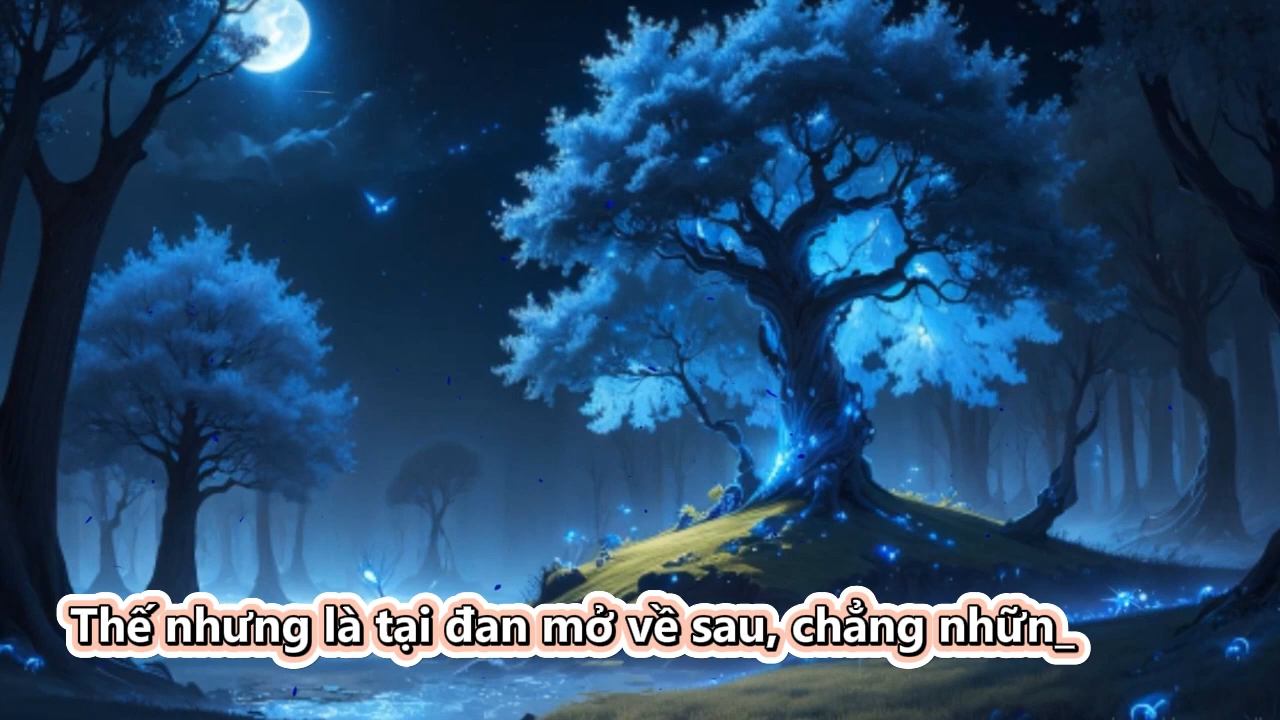 Thế nhưng là tại đan mở về sau, chẳng nhữn_